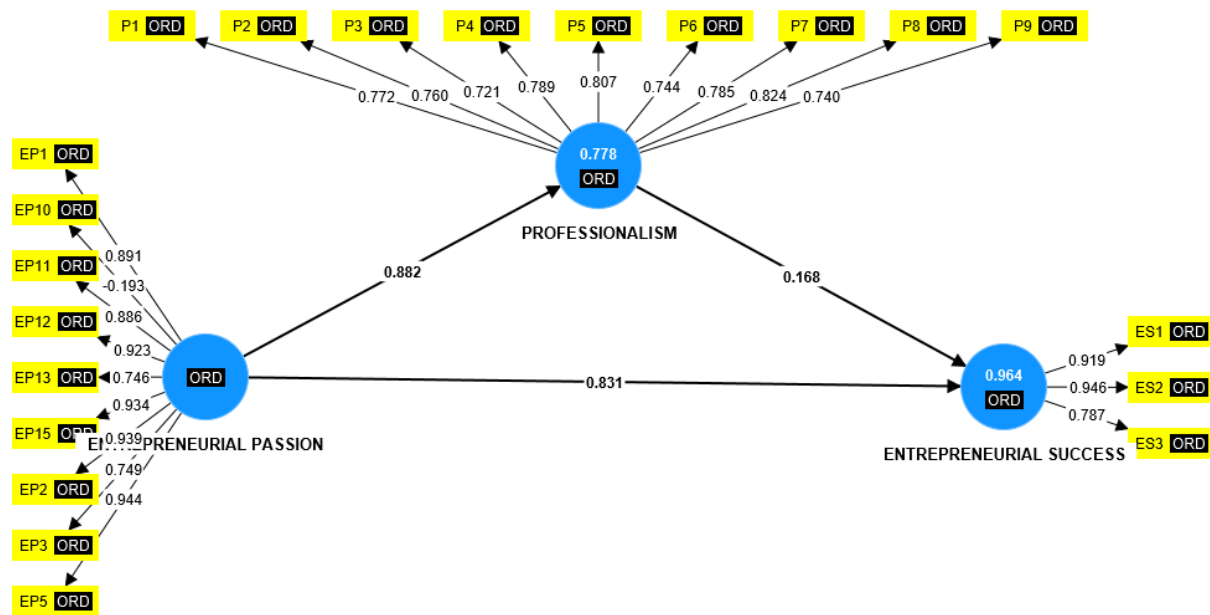 P1 ORD P2 ORD P3 ORD P4 ORD P5 ORD P6 ORD P7 ORD P8 ORD P9 ORD
0.772 0.760 0.721 0.789 0.807 0.744 0.785 0.824 0.740
0.778
ORD
PROFESSIONALISM
EP1 ORD
EP10 ORD
EP11 ORD
EP12 ORD
EP13 ORD
EP15 ORD
EP2 ORD
EP3 ORD
EP5 ORD
0.891
-0.193
0.886
0.923
0.746
0.934
0.939
0.749
0.944
ORD
ENTREPRENEURIAL PASSION
0.882
0.168
0.831
0.964
ORD
ENTREPRENEURIAL SUCCESS
0.919
0.946
0.787
ES1 ORD
ES2 ORD
ES3 ORD